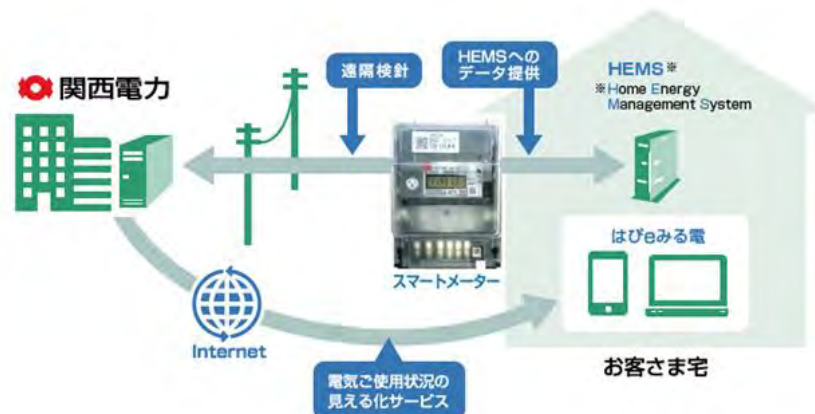 関西電力
遠隔検針
HEMSへの
データ提供
HEMS※
※Home Energy
Management System
はぴeみる電
スマートメーター
Internet
電気ご使用状況の
見える化サービス
お客さま宅